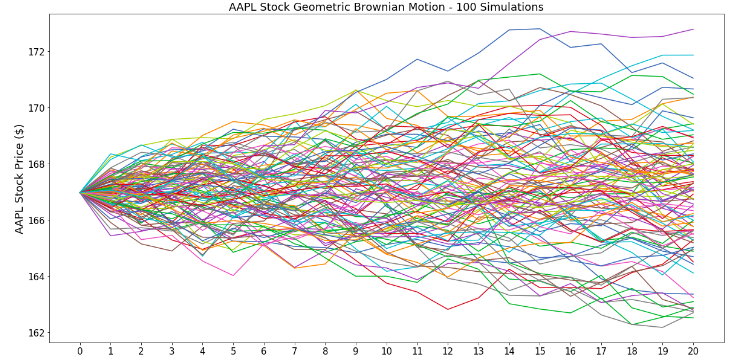 AAPL Stock Geometric Brownian Motion - 100 Simulations
AAPL Stock Price ($)
172
170
168
166
164
162
0 1 2 3 4 5 6 7 8 9 10 11 12 13 14 15 16 17 18 19 20